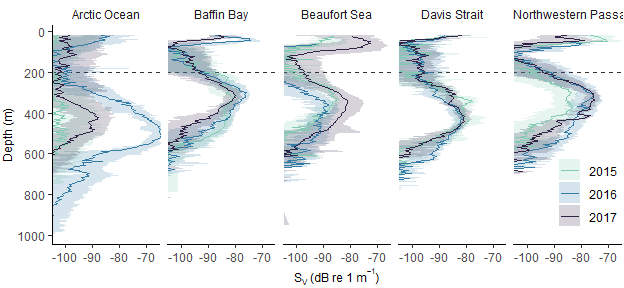 Arctic Ocean Baffin Bay Beaufort Sea Davis Strait Northwestern Passa
Depth (m)
0
200
400
600
800
1000
2015
2016
2017
-100 -90 -80 -70 -100 -90 -80 -70 -100 -90 -80 -70 -100 -90 -80 -70 -100 -90 -80 -70
Sᵥ (dB re 1 m⁻¹)